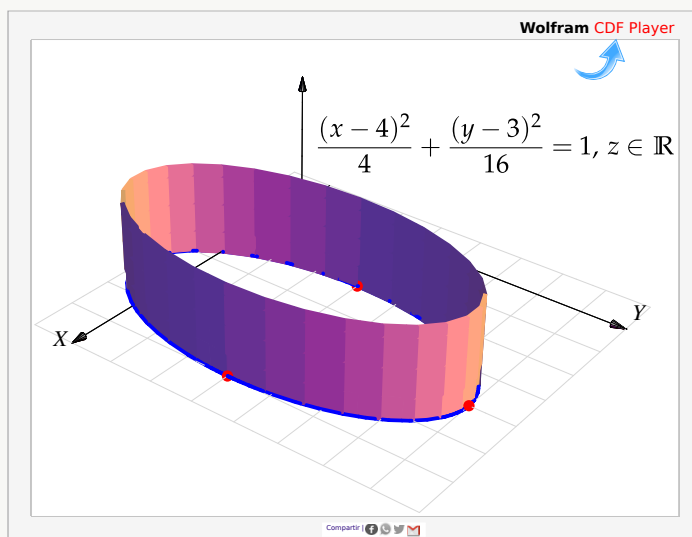 Wolfram CDF Player
(x − 4)²/4 + (y − 3)²/16 = 1, z ∈ ℝ
Y
X
Compartir |